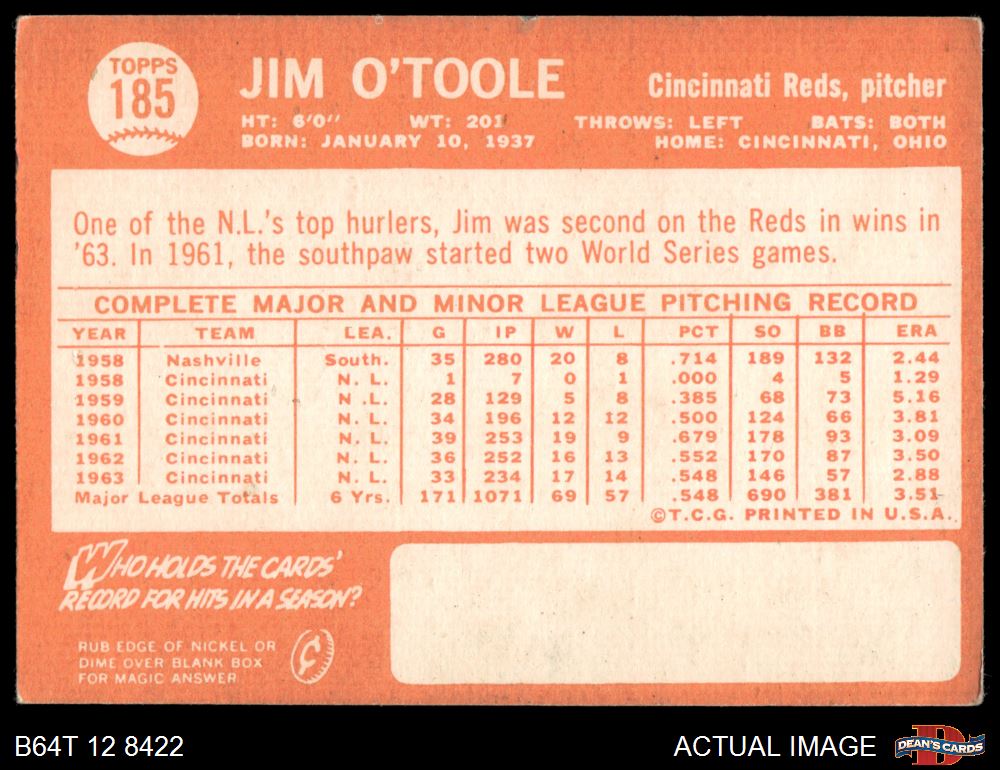 TOPPS
185
JIM O'TOOLE
Cincinnati Reds, pitcher
HT: 6'0" WT: 201 THROWS: LEFT BATS: BOTH
BORN: JANUARY 10, 1937 HOME: CINCINNATI, OHIO
One of the N.L.'s top hurlers, Jim was second on the Reds in wins in
'63. In 1961, the southpaw started two World Series games.
COMPLETE MAJOR AND MINOR LEAGUE PITCHING RECORD
YEAR TEAM LEA. G IP W L PCT SO BB ERA
1958 Nashville South. 35 280 20 8 .714 189 132 2.44
1958 Cincinnati N. L. 1 7 0 1 .000 4 5 1.29
1959 Cincinnati N .L. 28 129 5 8 .385 68 73 5.16
1960 Cincinnati N. L. 34 196 12 12 .500 124 66 3.81
1961 Cincinnati N. L. 39 253 19 9 .679 178 93 3.09
1962 Cincinnati N. L. 36 252 16 13 .552 170 87 3.50
1963 Cincinnati N. L. 33 234 17 14 .548 146 57 2.88
Major League Totals 6 Yrs. 171 1071 69 57 .548 690 381 3.51
©T.C.G. PRINTED IN U.S.A.
WHO HOLDS THE CARDS'
RECORD FOR HITS IN A SEASON?
RUB EDGE OF NICKEL OR
DIME OVER BLANK BOX
FOR MAGIC ANSWER
B64T 12 8422
ACTUAL IMAGE
D
DEAN'S CARDS